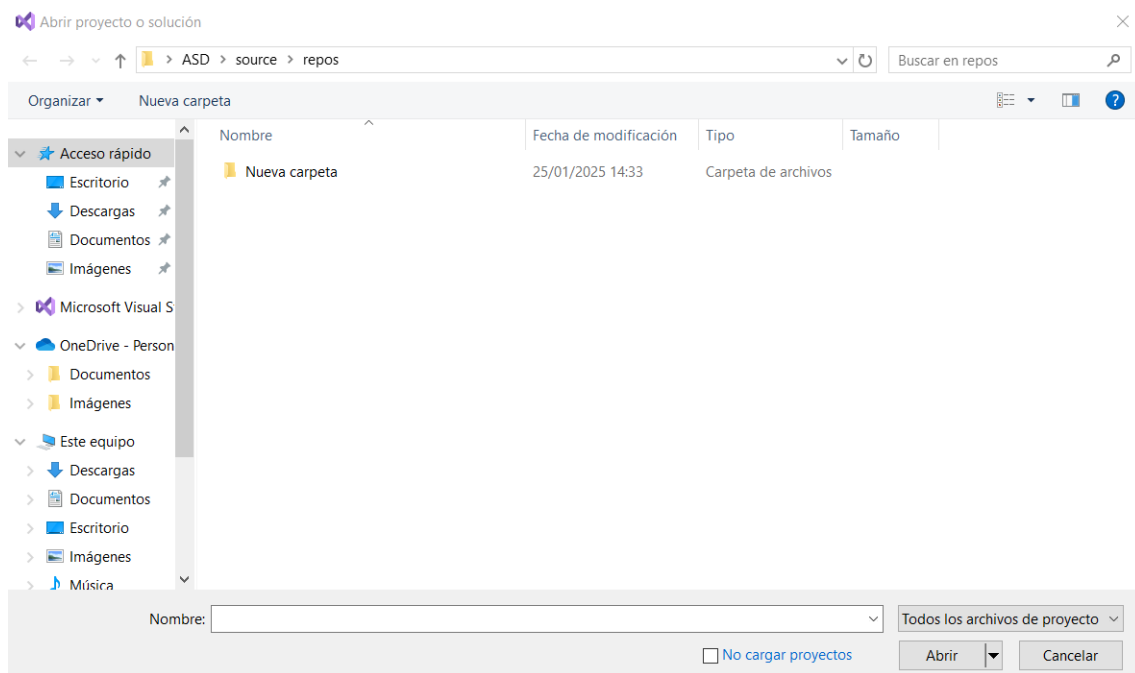 Abrir proyecto o solución
ASD > source > repos
Buscar en repos
Organizar
Nueva carpeta
?
Nombre
Fecha de modificación
Tipo
Tamaño
Nueva carpeta
25/01/2025 14:33
Carpeta de archivos
Acceso rápido
Escritorio
Descargas
Documentos
Imágenes
Microsoft Visual S
OneDrive - Person
Documentos
Imágenes
Este equipo
Descargas
Documentos
Escritorio
Imágenes
Música
Nombre:
Todos los archivos de proyecto
No cargar proyectos
Abrir
Cancelar